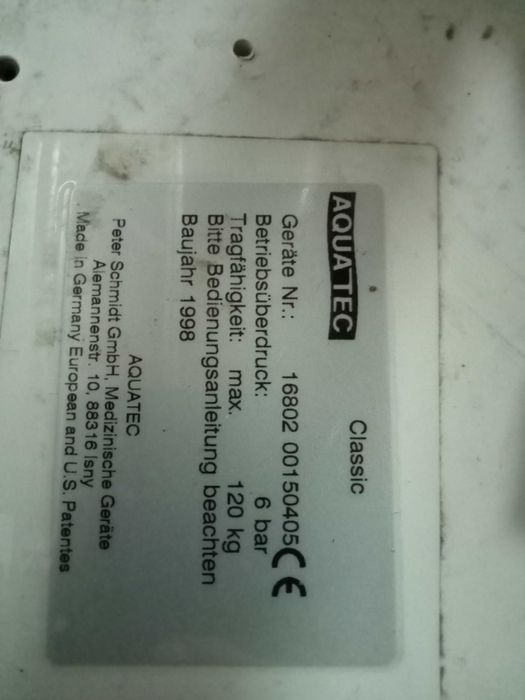 AQUATEC Classic
Geräte Nr.: 16802 00150405 CE
Betriebsüberdruck: 6 bar
Tragfähigkeit: max. 120 kg
Bitte Bedienungsanleitung beachten
Baujahr 1998
AQUATEC
Peter Schmidt GmbH, Medizinische Geräte
Alemannenstr. 10, 88316 Isny
Made in Germany European and U.S. Patentes